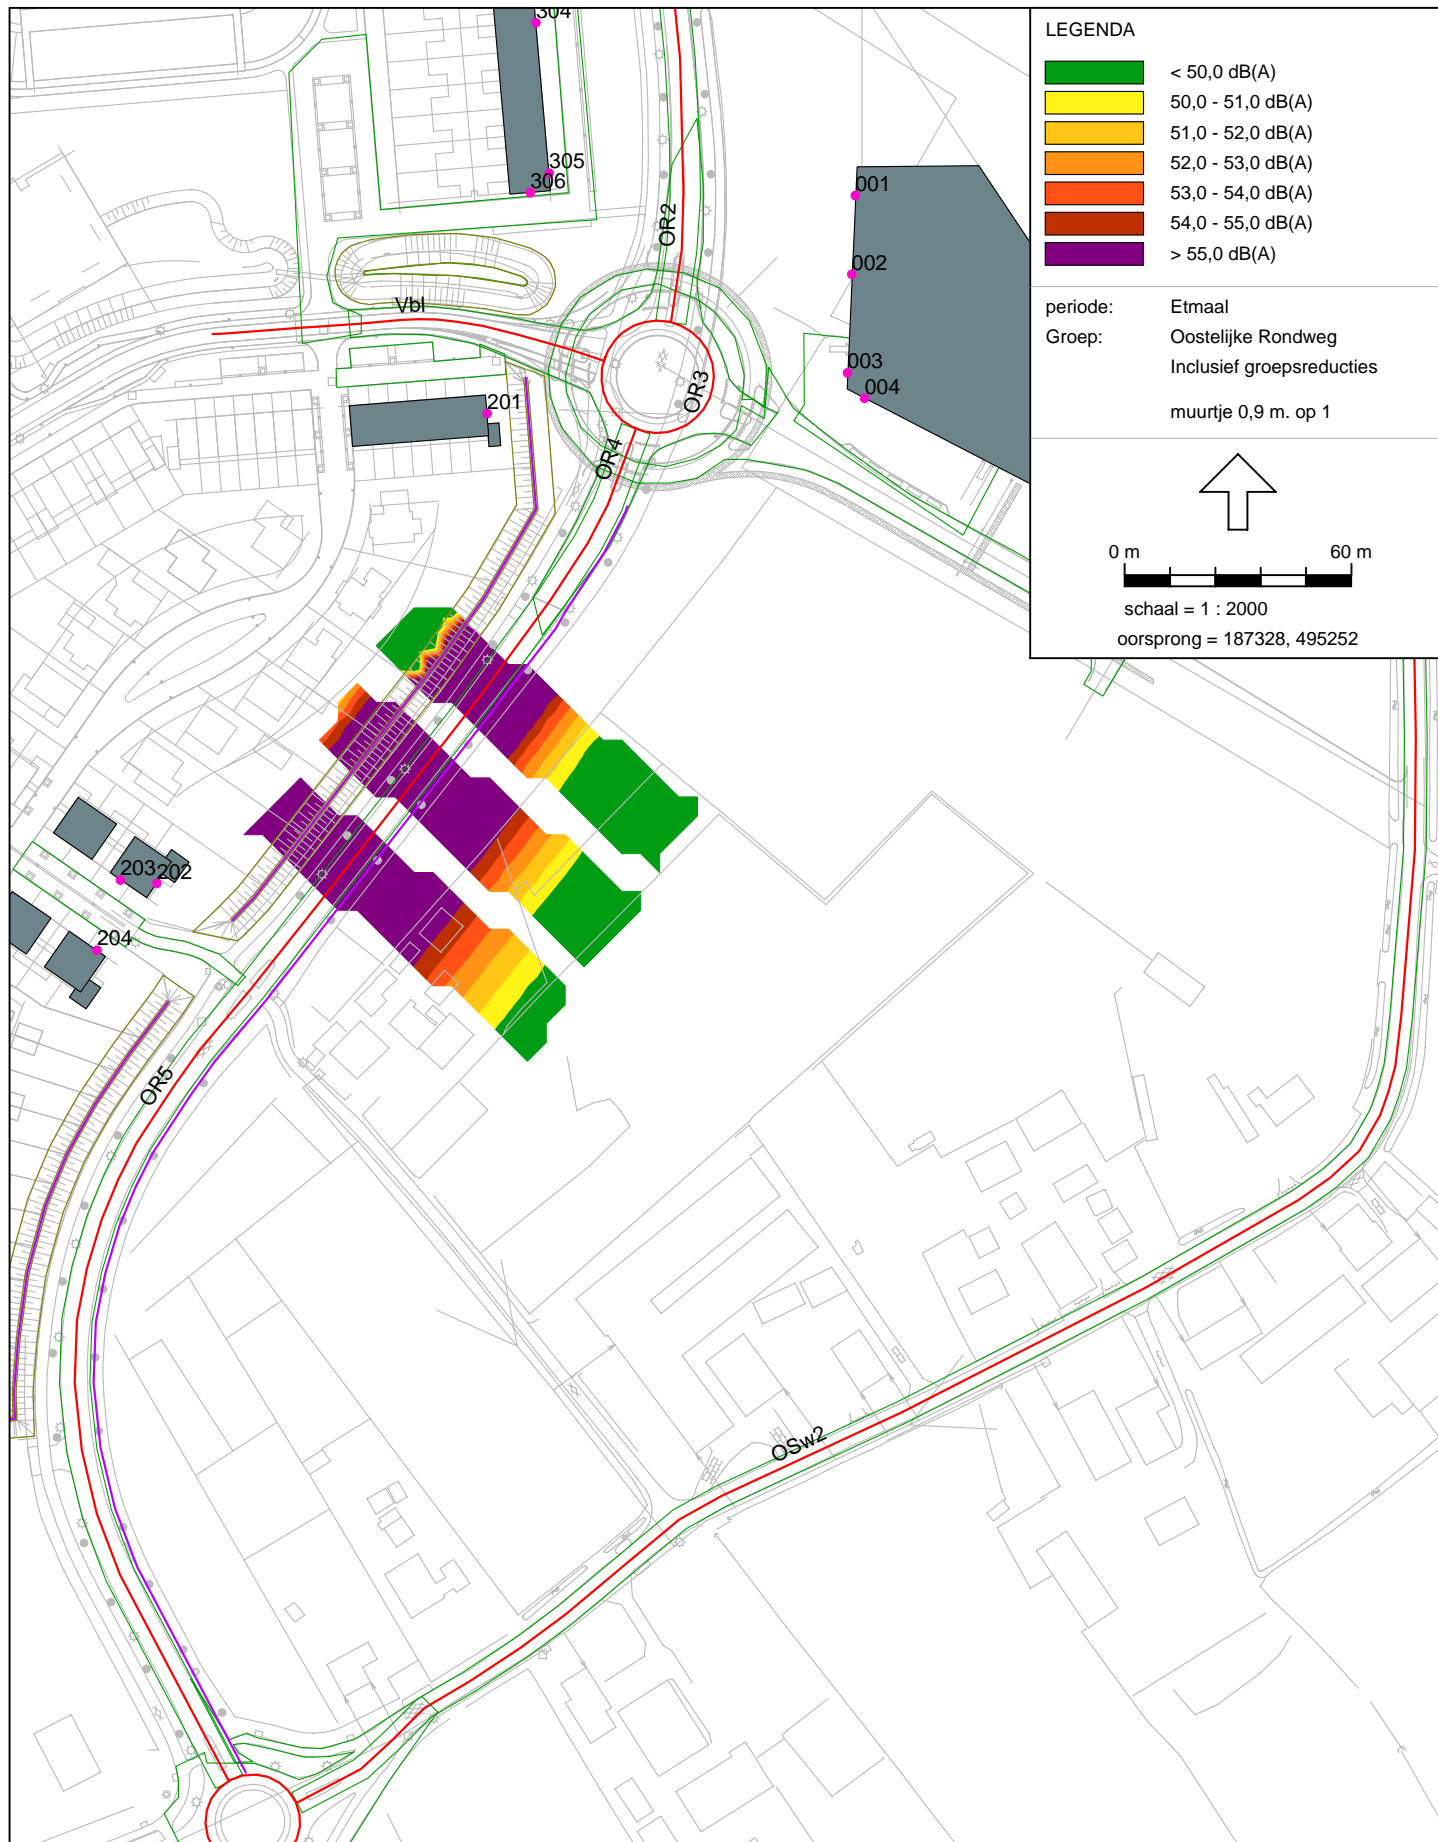 LEGENDA
< 50,0 dB(A)
50,0 - 51,0 dB(A)
51,0 - 52,0 dB(A)
52,0 - 53,0 dB(A)
53,0 - 54,0 dB(A)
54,0 - 55,0 dB(A)
> 55,0 dB(A)
periode: Etmaal
Groep: Oostelijke Rondweg
Inclusief groepsreducties
muurtje 0,9 m. op 1
0 m 60 m
schaal = 1 : 2000
oorsprong = 187328, 495252
304
305
306
001
OR2
002
Vbl
003
004
OR3
201
OR4
203
202
204
OR5
OSw2